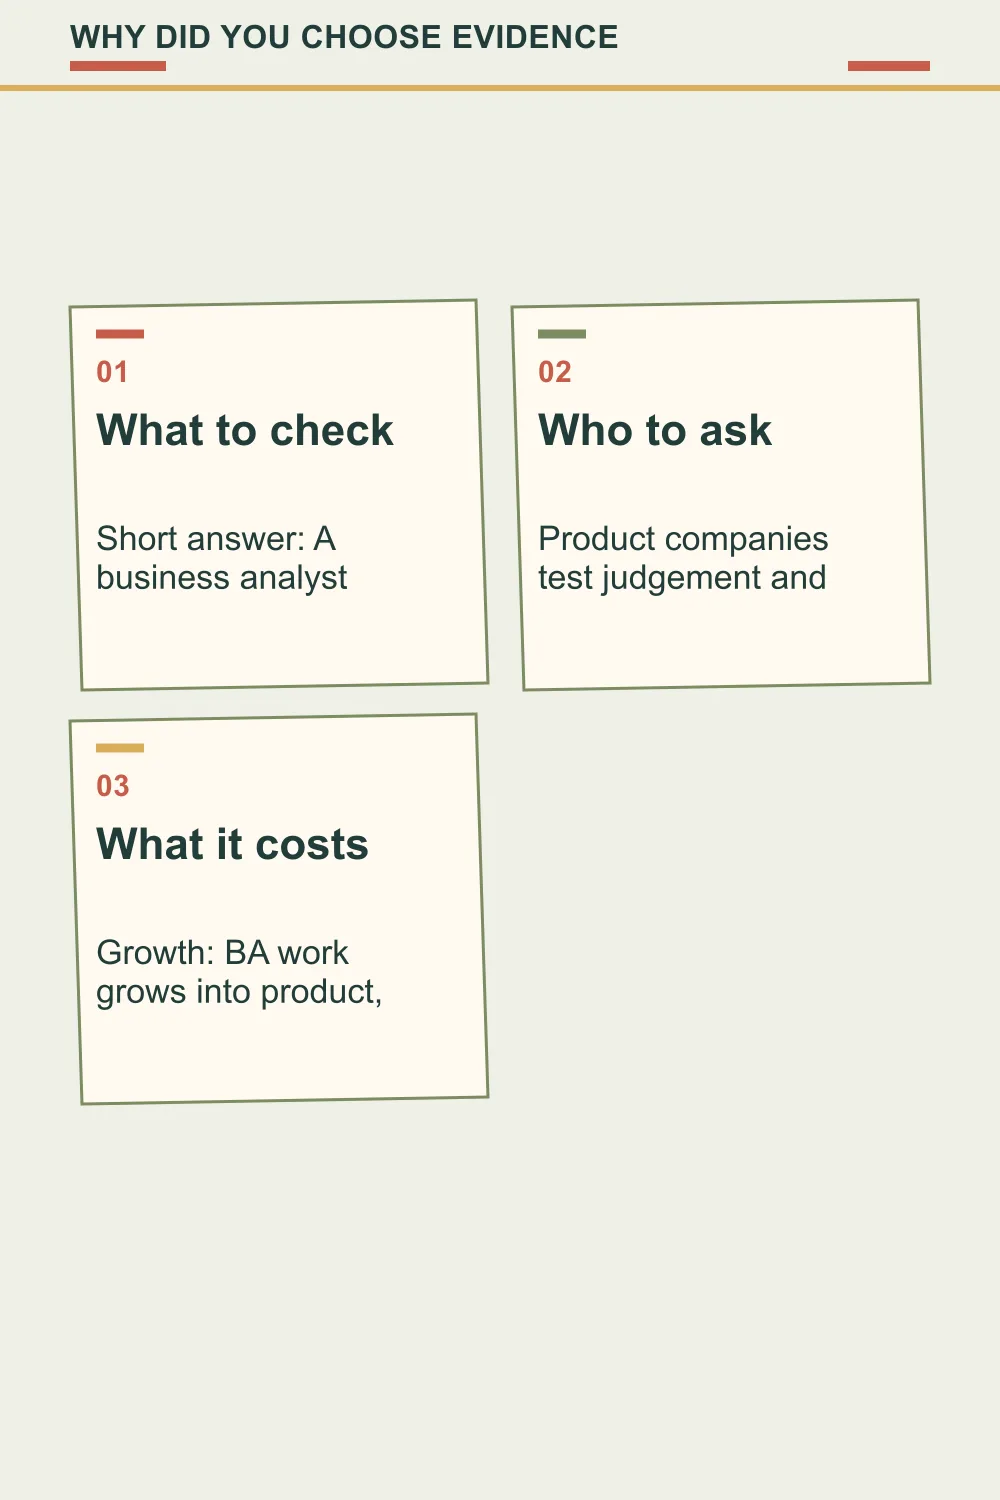 WHY DID YOU CHOOSE EVIDENCE
01
What to check
Short answer: A
business analyst
02
Who to ask
Product companies
test judgement and
03
What it costs
Growth: BA work
grows into product,